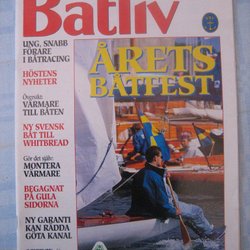 Båtliv
UNG, SNABB
FÖRARE
I BÅTRACING
ÅRETS
BÅTFEST
HÖSTENS
NYHETER
Översikt:
VÄRMARE
TILL BÅTEN
NY SVENSK
BÅT TILL
WHITBREAD
Gör det själv:
MONTERA
VÄRMARE
BEGAGNAT
PÅ GULA
SIDORNA
NY GARANTI
KAN RÄDDA
GÖTA KANAL